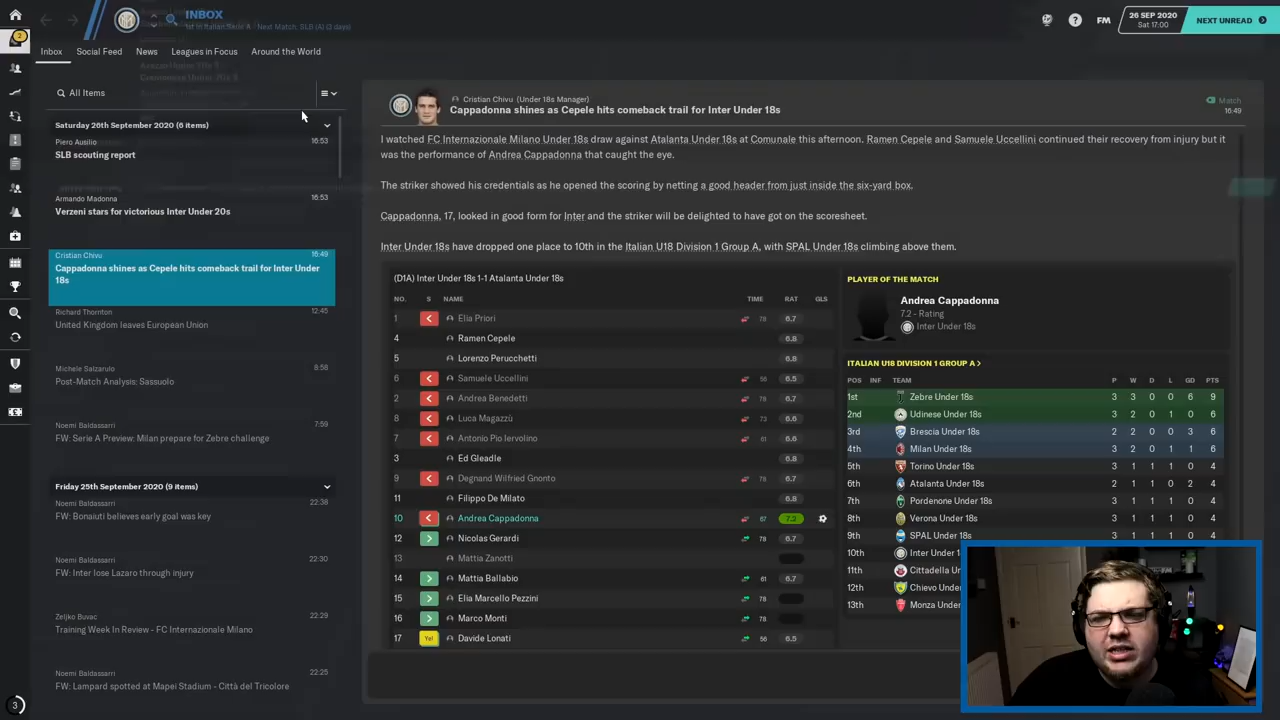 INBOX
1st in Italian Serie A - Next Match: SLB (A) (3 days)
2
?
FM
26 SEP 2020
Sat 17:00
NEXT UNREAD
Inbox
Social Feed
News
Leagues in Focus
Around the World
All Items
Saturday 26th September 2020 (6 items)
Piero Ausilio
16:53
SLB scouting report
Armando Madonna
16:53
Verzeni stars for victorious Inter Under 20s
Cristian Chivu
16:49
Cappadonna shines as Cepele hits comeback trail for Inter Under
18s
Richard Thornton
12:45
United Kingdom leaves European Union
Michele Salzarulo
8:56
Post-Match Analysis: Sassuolo
Noemi Baldassarri
7:59
FW: Serie A Preview: Milan prepare for Zebre challenge
Friday 25th September 2020 (9 items)
Noemi Baldassarri
22:38
FW: Bonaiuti believes early goal was key
Noemi Baldassarri
22:30
FW: Inter lose Lazaro through injury
Zeljko Buvac
22:29
Training Week In Review - FC Internazionale Milano
Noemi Baldassarri
22:25
FW: Lampard spotted at Mapei Stadium - Città del Tricolore
3
Cristian Chivu (Under 18s Manager)
Cappadonna shines as Cepele hits comeback trail for Inter Under 18s
Match
16:49
I watched FC Internazionale Milano Under 18s draw against Atalanta Under 18s at Comunale this afternoon. Ramen Cepele and Samuele Uccellini continued their recovery from injury but it
was the performance of Andrea Cappadonna that caught the eye.
The striker showed his credentials as he opened the scoring by netting a good header from just inside the six-yard box.
Cappadonna, 17, looked in good form for Inter and the striker will be delighted to have got on the scoresheet.
Inter Under 18s have dropped one place to 10th in the Italian U18 Division 1 Group A, with SPAL Under 18s climbing above them.
(D1A) Inter Under 18s 1-1 Atalanta Under 18s
NO. S NAME TIME RAT GLS
1 Elia Priori 78 6.7
4 Ramen Cepele 6.8
5 Lorenzo Perucchetti 6.8
6 Samuele Uccellini 56 6.5
2 Andrea Benedetti 78 6.7
8 Luca Magazzù 73 6.6
7 Antonio Pio Iervolino 61 6.6
3 Ed Gleadle 6.8
9 Degnand Wilfried Gnonto 78 6.7
11 Filippo De Milato 6.8
10 Andrea Cappadonna 67 7.2
12 Nicolas Gerardi 78 6.7
13 Mattia Zanotti
14 Mattia Ballabio 61 6.7
15 Elia Marcello Pezzini 78
16 Marco Monti 78
17 Yel Davide Lonati 56 6.5
PLAYER OF THE MATCH
Andrea Cappadonna
7.2 - Rating
Inter Under 18s
ITALIAN U18 DIVISION 1 GROUP A >
POS INF TEAM P W D L GD PTS
1st Zebre Under 18s 3 3 0 0 6 9
2nd Udinese Under 18s 3 2 0 1 0 6
3rd Brescia Under 18s 2 2 0 0 3 6
4th Milan Under 18s 3 2 0 1 1 6
5th Torino Under 18s 3 1 1 1 0 4
6th Atalanta Under 18s 2 1 1 0 2 4
7th Pordenone Under 18s 3 1 1 1 0 4
8th Verona Under 18s 3 1 1 1 0 4
9th SPAL Under 18s 3 1 1 1 0 4
10th Inter Under 18
11th Cittadella Un
12th Chievo Under
13th Monza Under